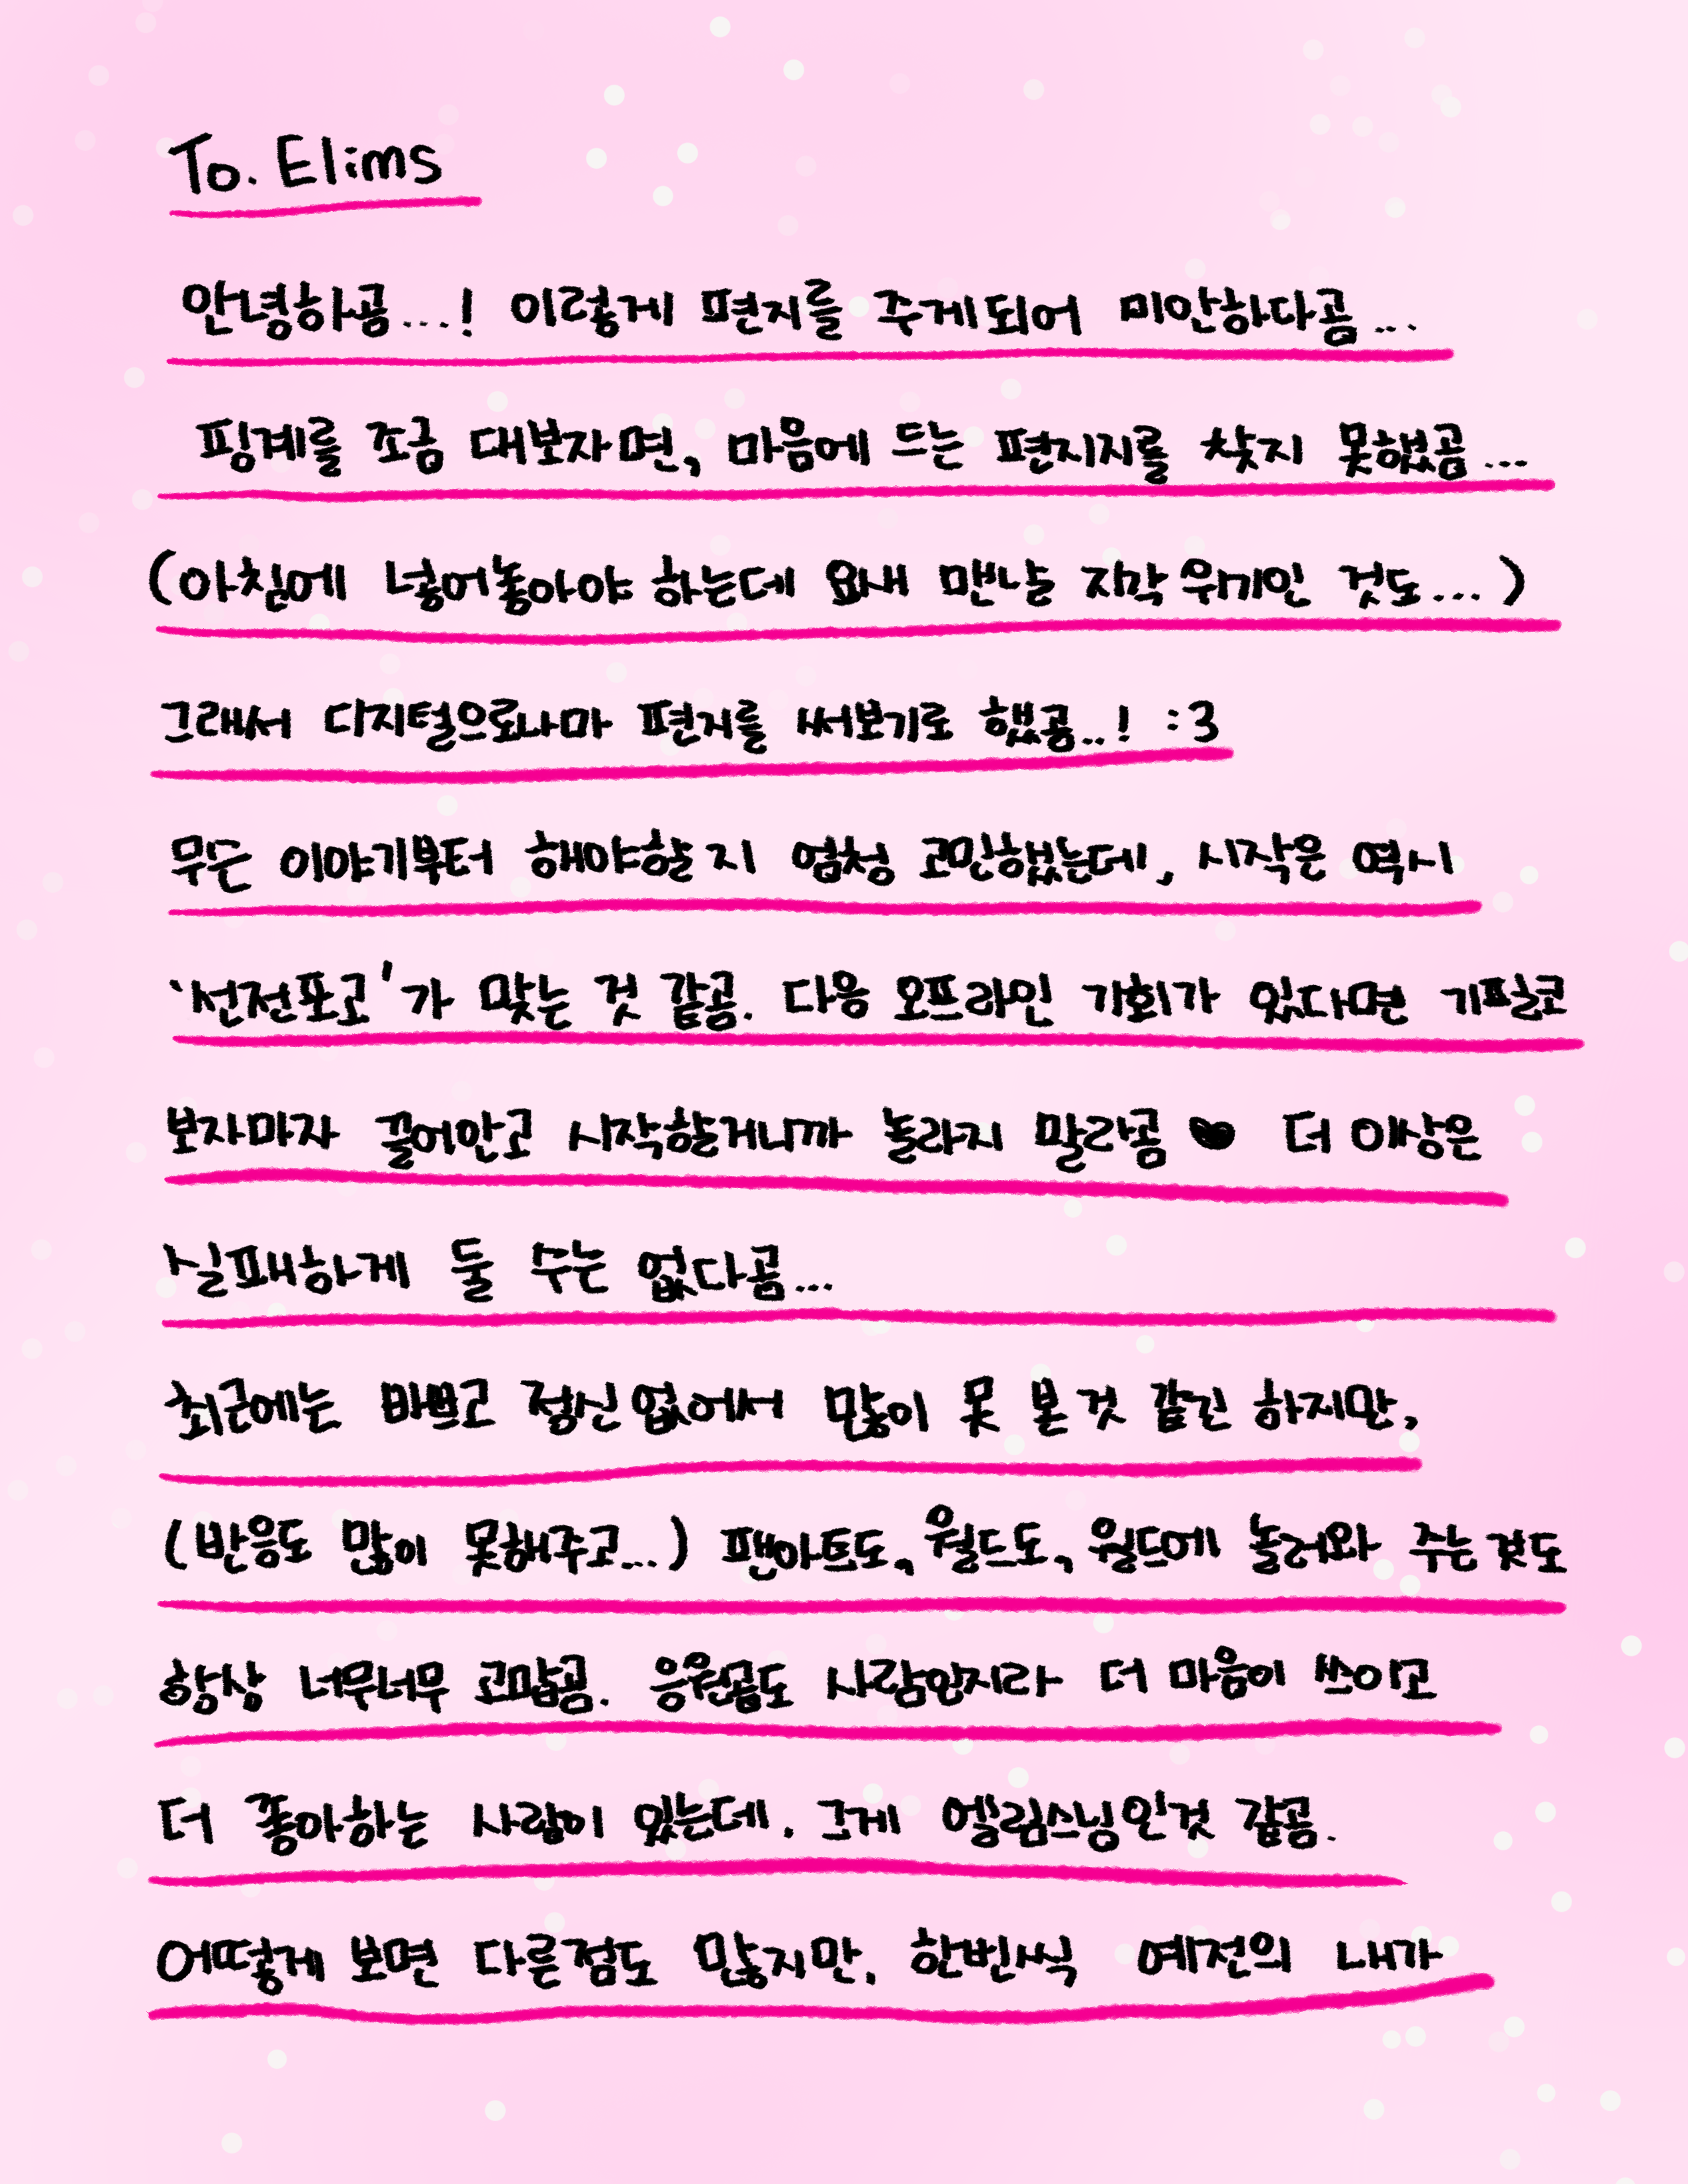 To. Elims
안녕하곰...! 이렇게 편지를 주게되어 미안하다곰...
핑계를 조금 대보자면, 마음에 드는 편지지를 찾지 못했곰...
(아침에 넣어놓아야 하는데 요새 맨날 지각 위기인 것도...)
그래서 디지털으로나마 편지를 써보기로 했곰..! :3
무슨 이야기부터 해야할지 엄청 고민했는데, 시작은 역시
'선전포고'가 맞는 것 같곰. 다음 오프라인 기회가 있다면 기필코
보자마자 끌어안고 시작할거니까 놀라지 말라곰 ♥ 더 이상은
실패하게 둘 수는 없다곰...
최근에는 바쁘고 정신없어서 많이 못 본 것 같긴 하지만,
(반응도 많이 못해주고...) 팬아트도, 월드도, 월드에 놀러와 주는 것도
항상 너무너무 고맙곰. 응원곰도 사람인지라 더 마음이 쓰이고
더 좋아하는 사람이 있는데. 그게 엘림스님인것 같곰.
어떻게 보면 다른점도 많지만, 한번씩 예전의 내가